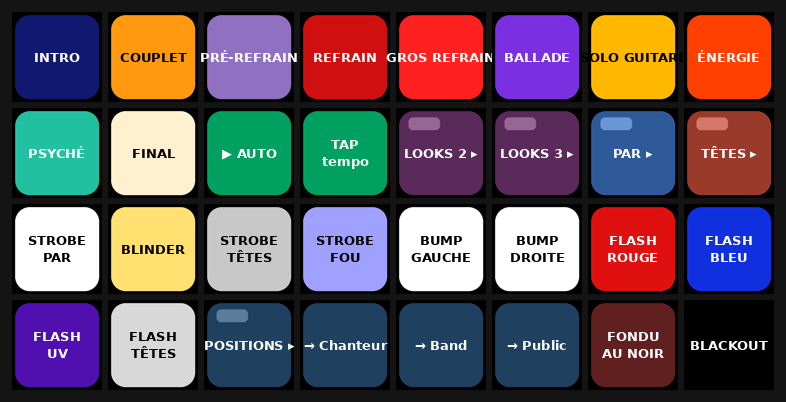 INTRO
COUPLET
PRÉ-REFRAIN
REFRAIN
GROS REFRAIN
BALLADE
SOLO GUITARE
ÉNERGIE
PSYCHÉ
FINAL
▶ AUTO
TAP
tempo
LOOKS 2 ▸
LOOKS 3 ▸
PAR ▸
TÊTES ▸
STROBE
PAR
BLINDER
STROBE
TÊTES
STROBE
FOU
BUMP
GAUCHE
BUMP
DROITE
FLASH
ROUGE
FLASH
BLEU
FLASH
UV
FLASH
TÊTES
POSITIONS ▸
→ Chanteur
→ Band
→ Public
FONDU
AU NOIR
BLACKOUT